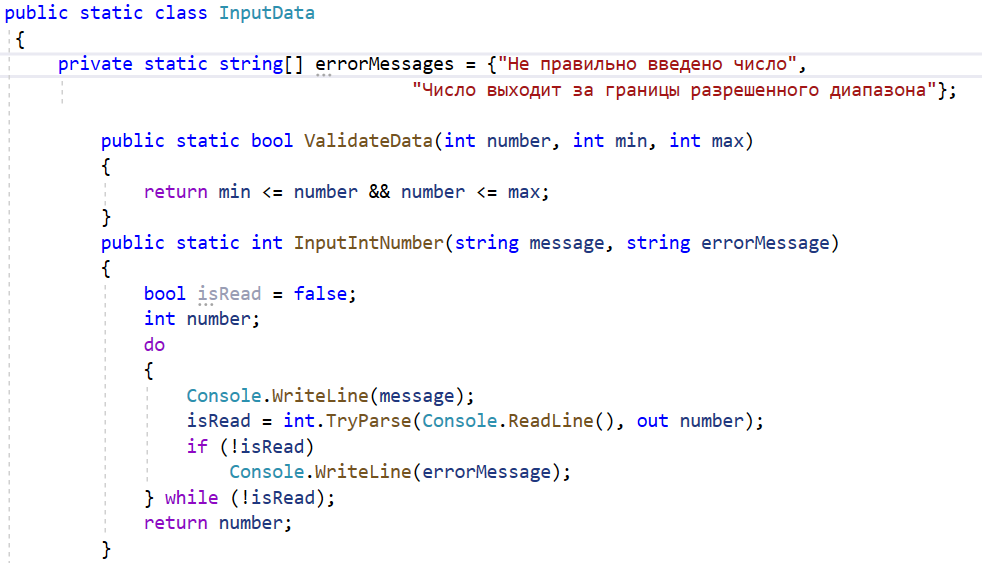 public static class InputData
{
private static string[] errorMessages = {"Не правильно введено число",
"Число выходит за границы разрешенного диапазона"};
public static bool ValidateData(int number, int min, int max)
{
return min <= number && number <= max;
}
public static int InputIntNumber(string message, string errorMessage)
{
bool isRead = false;
int number;
do
{
Console.WriteLine(message);
isRead = int.TryParse(Console.ReadLine(), out number);
if (!isRead)
Console.WriteLine(errorMessage);
} while (!isRead);
return number;
}